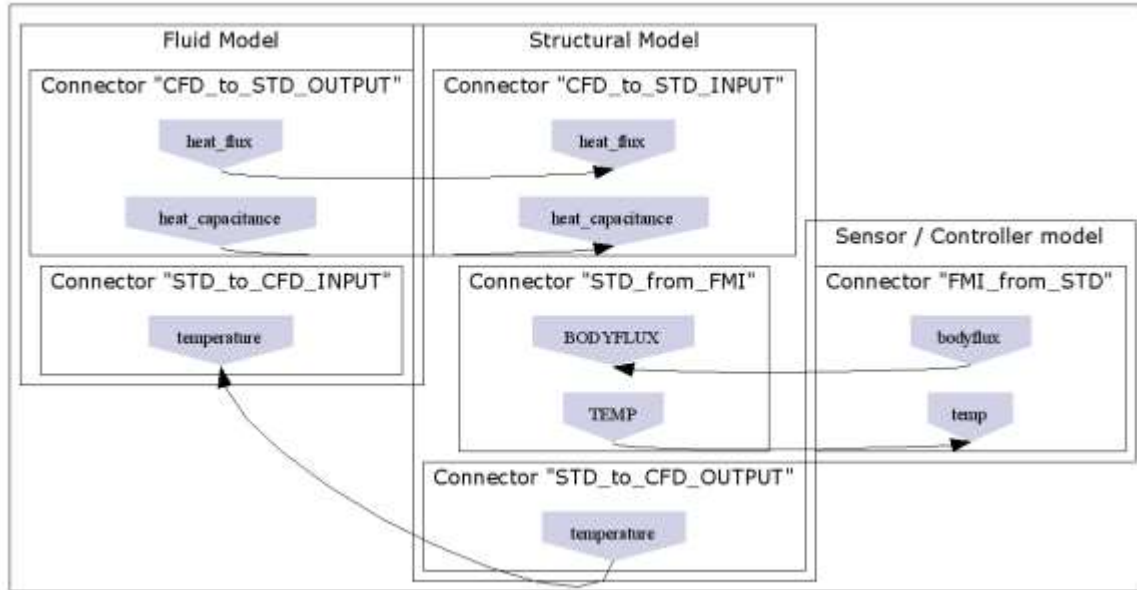 Fluid Model
Connector "CFD_to_STD_OUTPUT"
heat_flux
heat_capacitance
Connector "STD_to_CFD_INPUT"
temperature
Structural Model
Connector "CFD_to_STD_INPUT"
heat_flux
heat_capacitance
Connector "STD_from_FMI"
BODYFLUX
TEMP
Connector "STD_to_CFD_OUTPUT"
temperature
Sensor / Controller model
Connector "FMI_from_STD"
bodyflux
temp